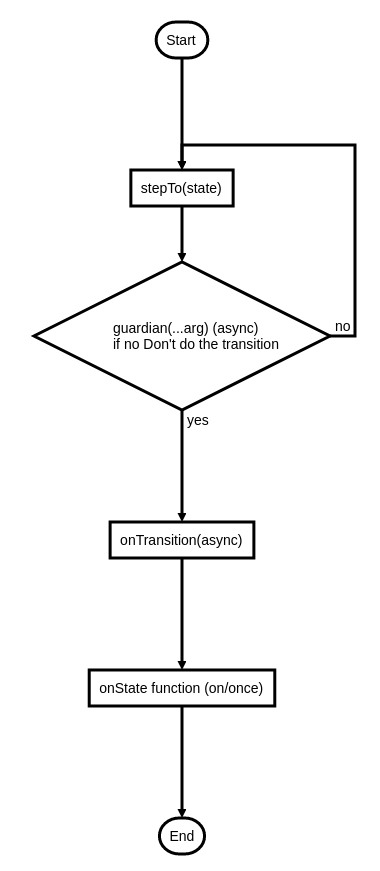 Start
stepTo(state)
guardian(...arg) (async)
if no Don't do the transition
no
yes
onTransition(async)
onState function (on/once)
End